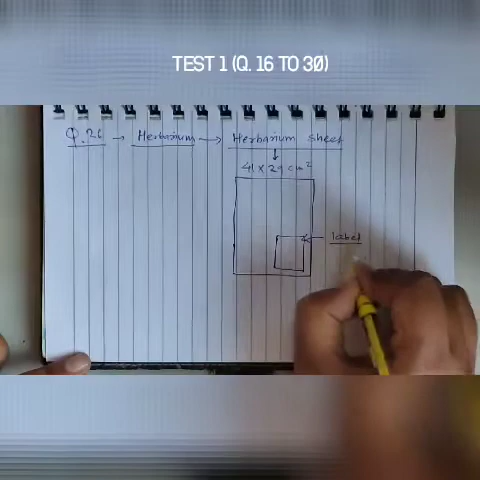 TEST 1 (Q. 16 TO 30)
Q.26 → Herbarium → Herbarium sheet
41 x 29 cm²
label